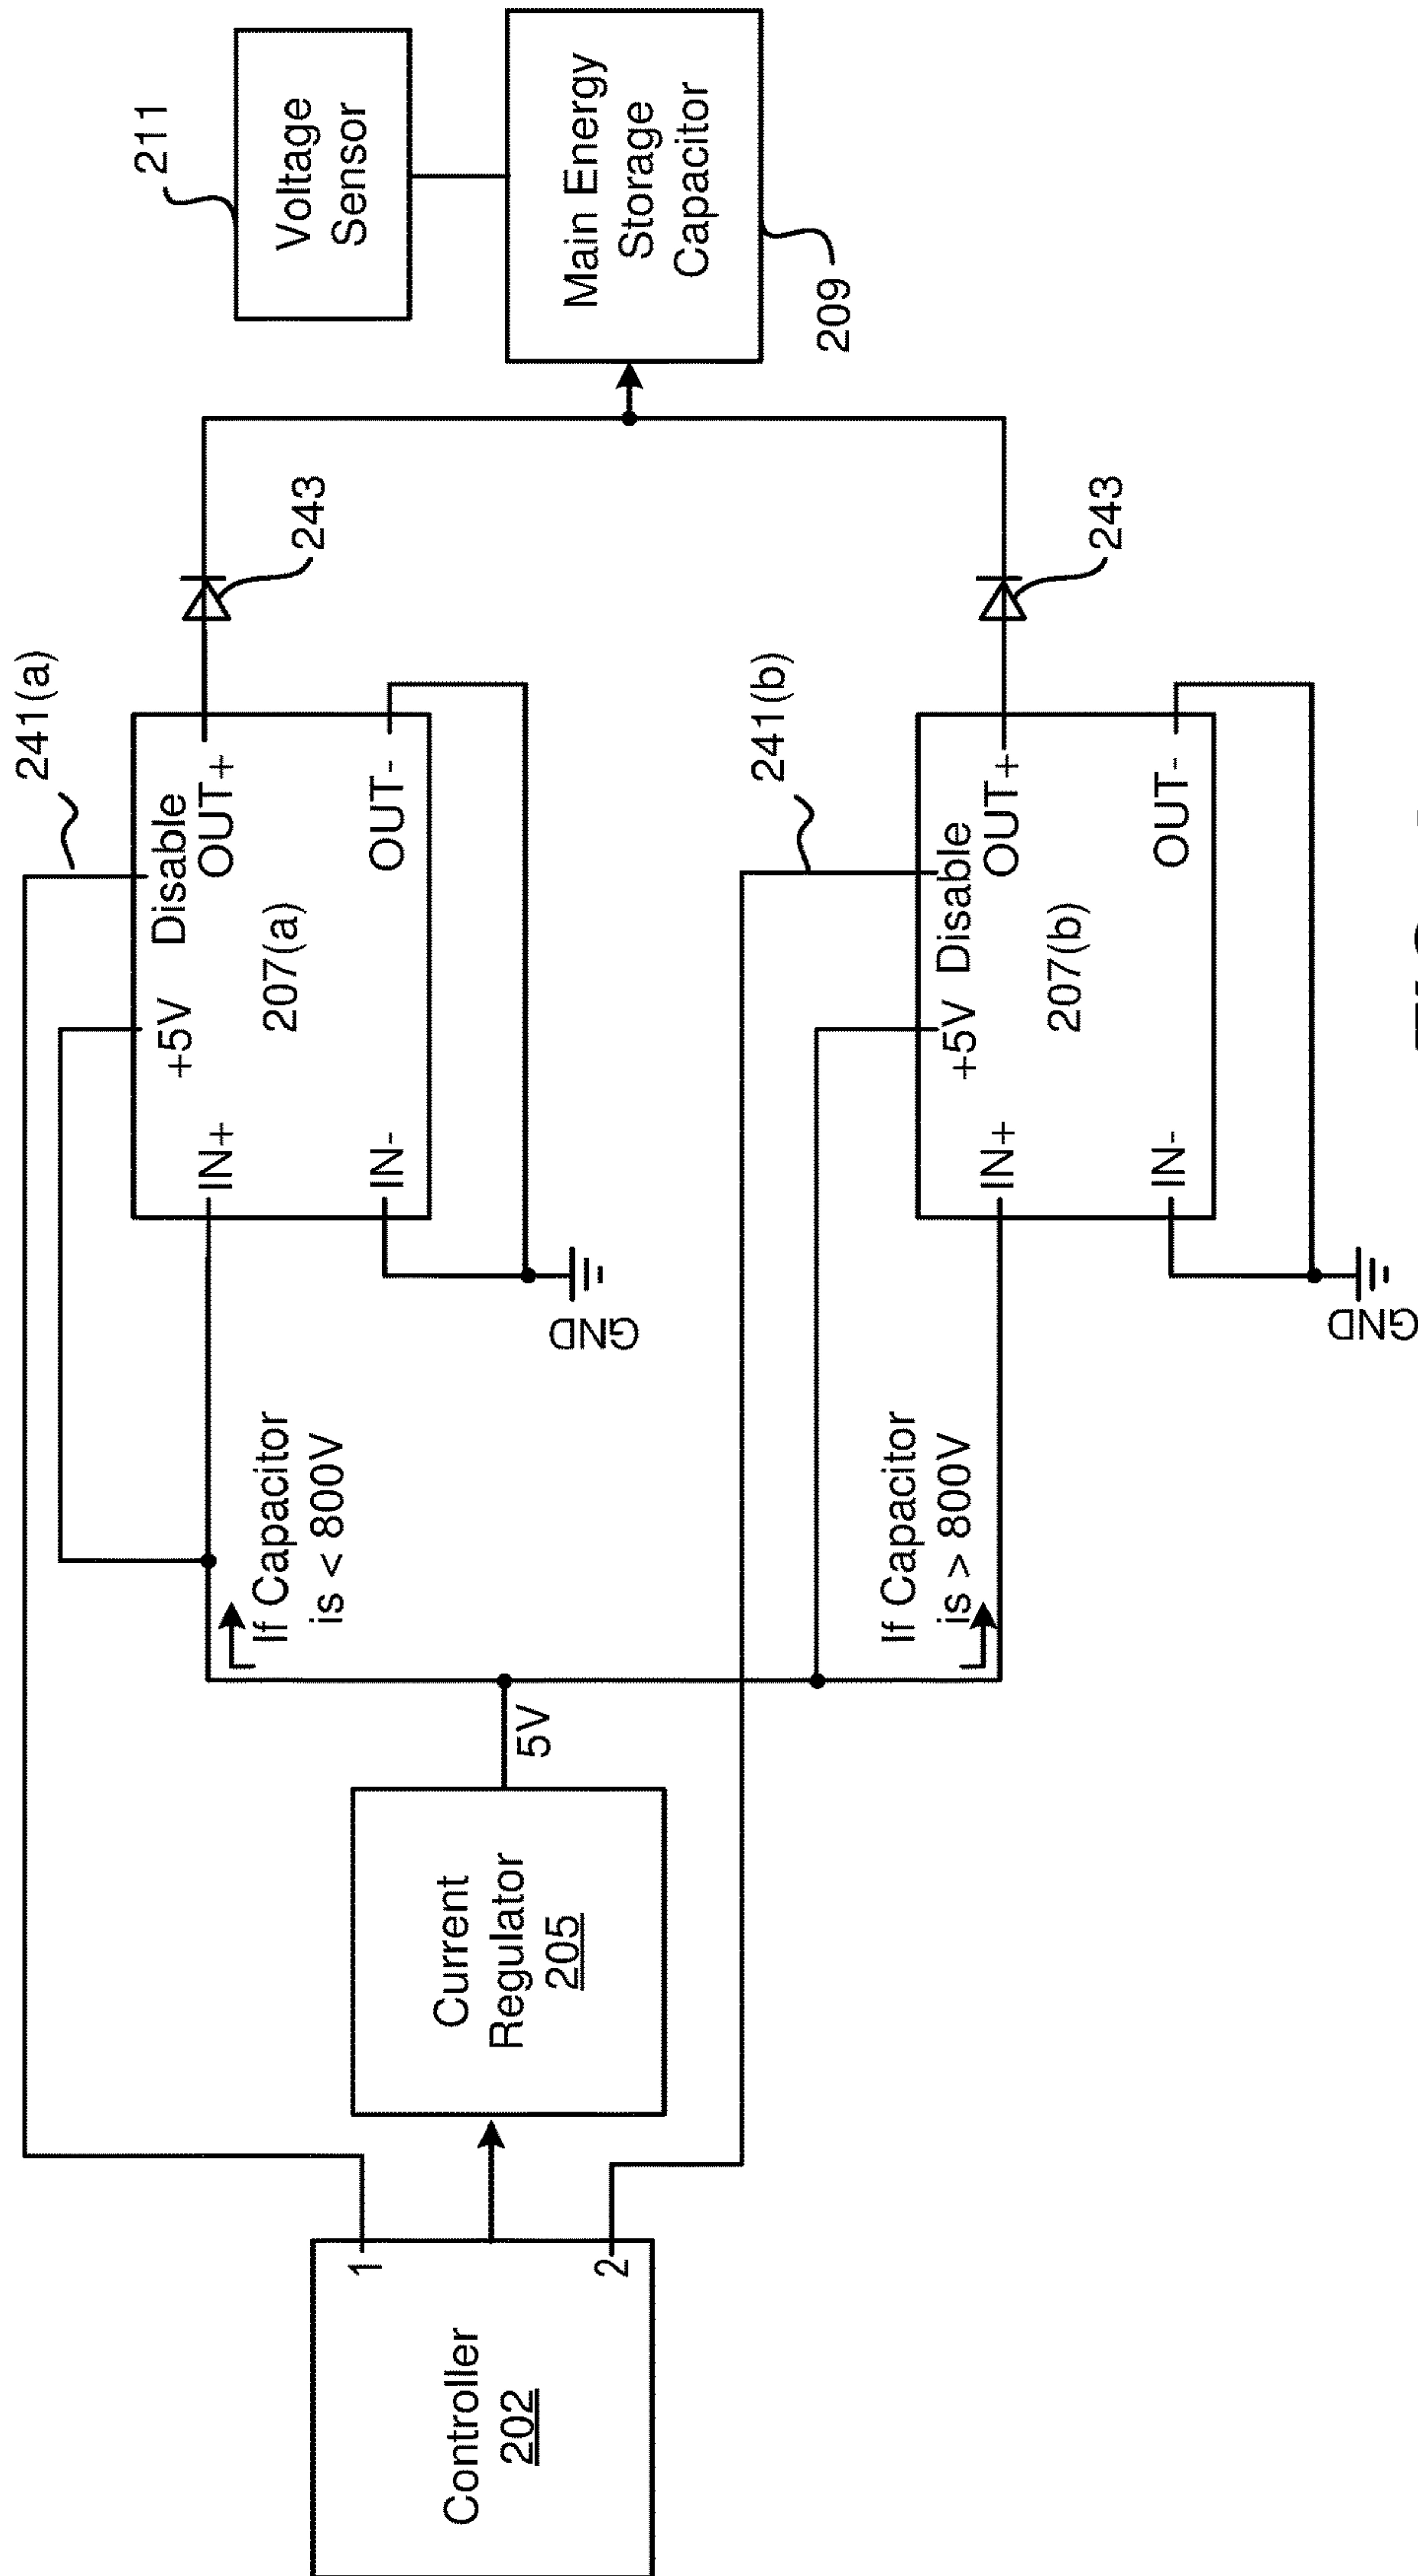 Controller
202
1
2
Current
Regulator
205
5V
If Capacitor
is < 800V
If Capacitor
is > 800V
241(a)
+5V
Disable
IN+
OUT+
207(a)
IN-
OUT-
GND
243
241(b)
+5V
Disable
IN+
OUT+
207(b)
IN-
OUT-
GND
243
211
Voltage
Sensor
Main Energy
Storage
Capacitor
209